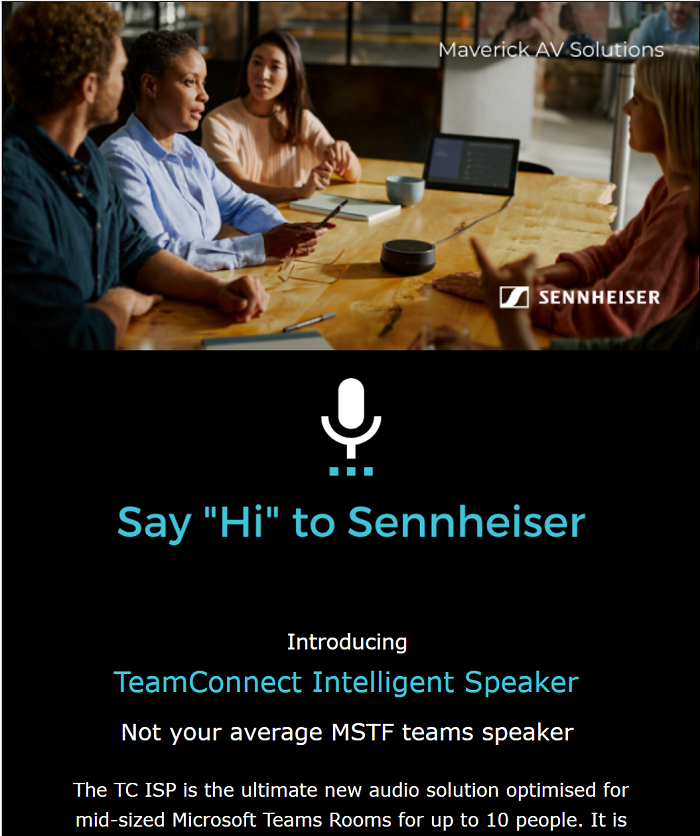 Maverick AV Solutions
SENNHEISER
Say "Hi" to Sennheiser
Introducing
TeamConnect Intelligent Speaker
Not your average MSTF teams speaker
The TC ISP is the ultimate new audio solution optimised for
mid-sized Microsoft Teams Rooms for up to 10 people. It is